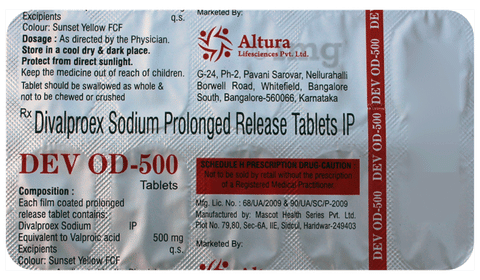 Excipients q.s.
Colour: Sunset Yellow FCF
Dosage : As directed by the Physician.
Store in a cool dry & dark place.
Protect from direct sunlight.
Keep the medicine out of reach of children.
Tablet should be swallowed as whole &
not to be chewed or crushed
Marketed By:
Altura
Lifesciences Pvt. Ltd.
G-24, Ph-2, Pavani Sarovar, Nellurahalli
Borwell Road, Whitefield, Bangalore
South, Bangalore-560066, Karnataka
Rx Divalproex Sodium Prolonged Release Tablets IP
DEV OD-500
Tablets
Composition :
Each film coated prolonged
release tablet contains:
Divalproex Sodium IP
Equivalent to Valproic acid 500 mg
Excipients q.s.
Colour: Sunset Yellow FCF
SCHEDULE H PRESCRIPTION DRUG-CAUTION
Not to be sold by retail without the prescription
of a Registered Medical Practitioner.
Mfg. Lic. No. : 68/UA/2009 & 90/UA/SC/P-2009
Manufactured by: Mascot Health Series Pvt. Ltd.
Plot No. 79,80, Sec-6A, IIE, Sidcul, Haridwar-249403
Marketed By:
Altura
DEV OD-500
DEV OD-500
DEV OD-500